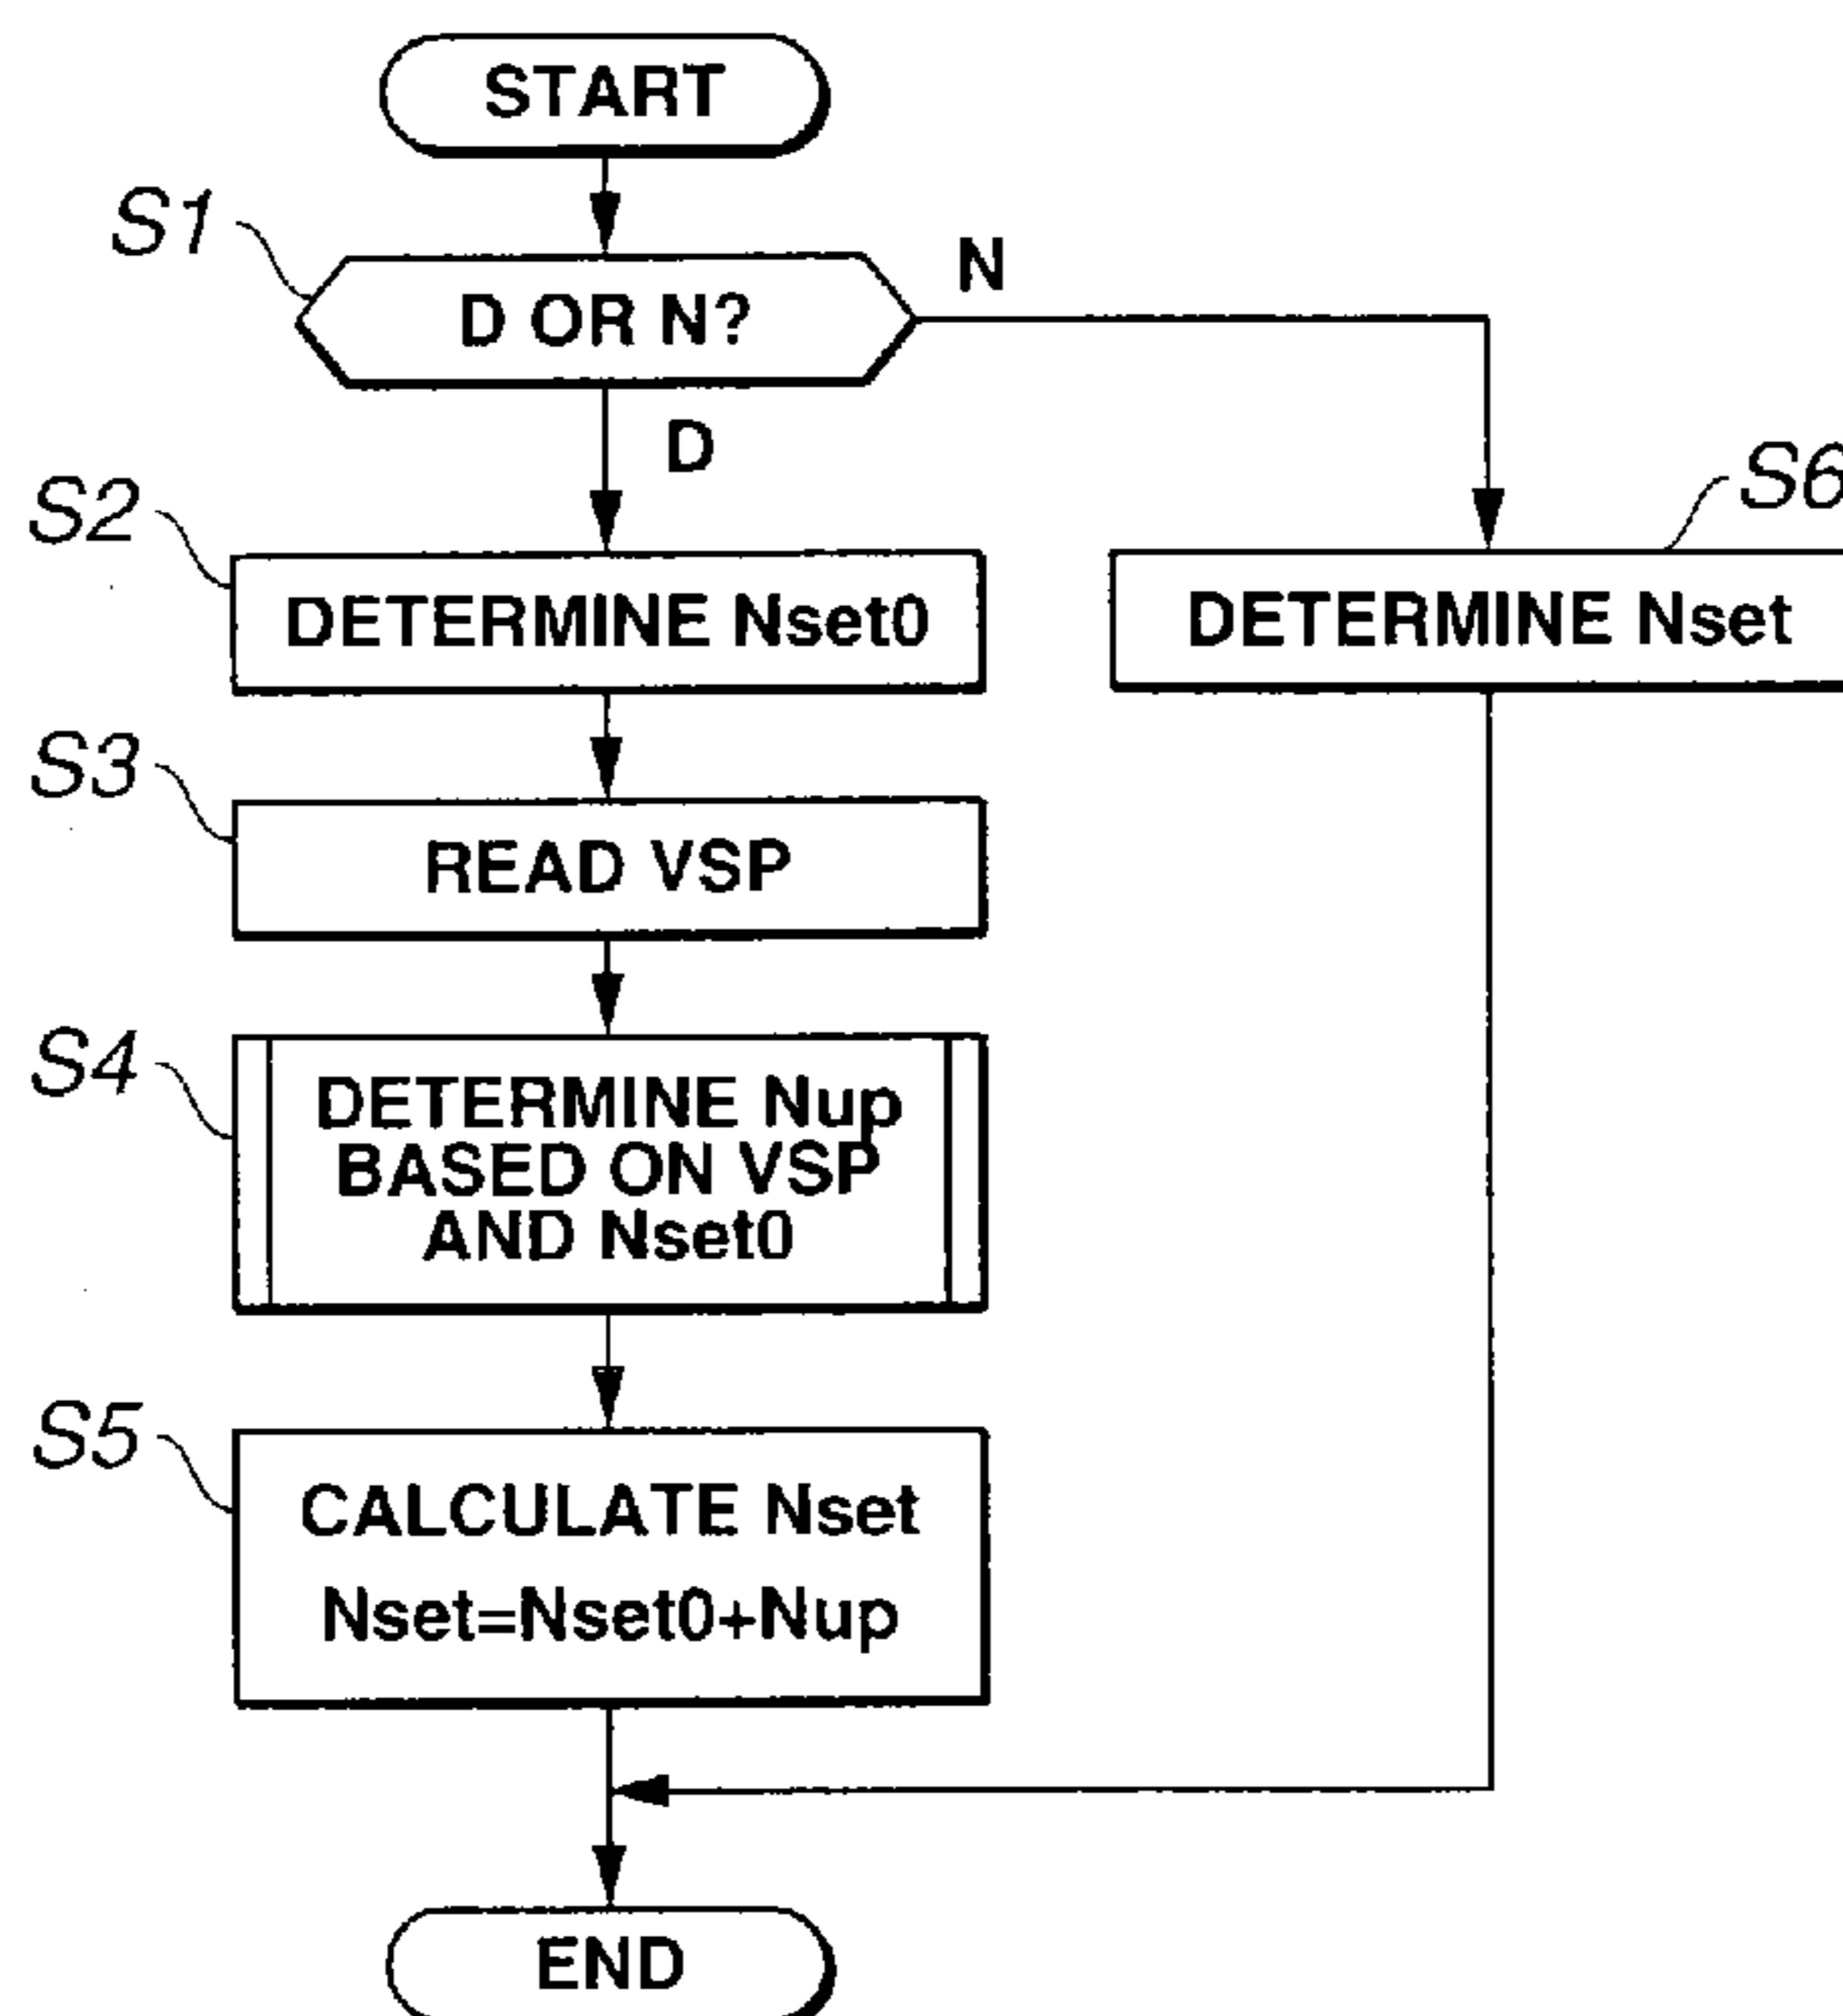 START
S1
D OR N?
N
D
S2
DETERMINE Nset0
S6
DETERMINE Nset
S3
READ VSP
S4
DETERMINE Nup
BASED ON VSP
AND Nset0
S5
CALCULATE Nset
Nset=Nset0+Nup
END